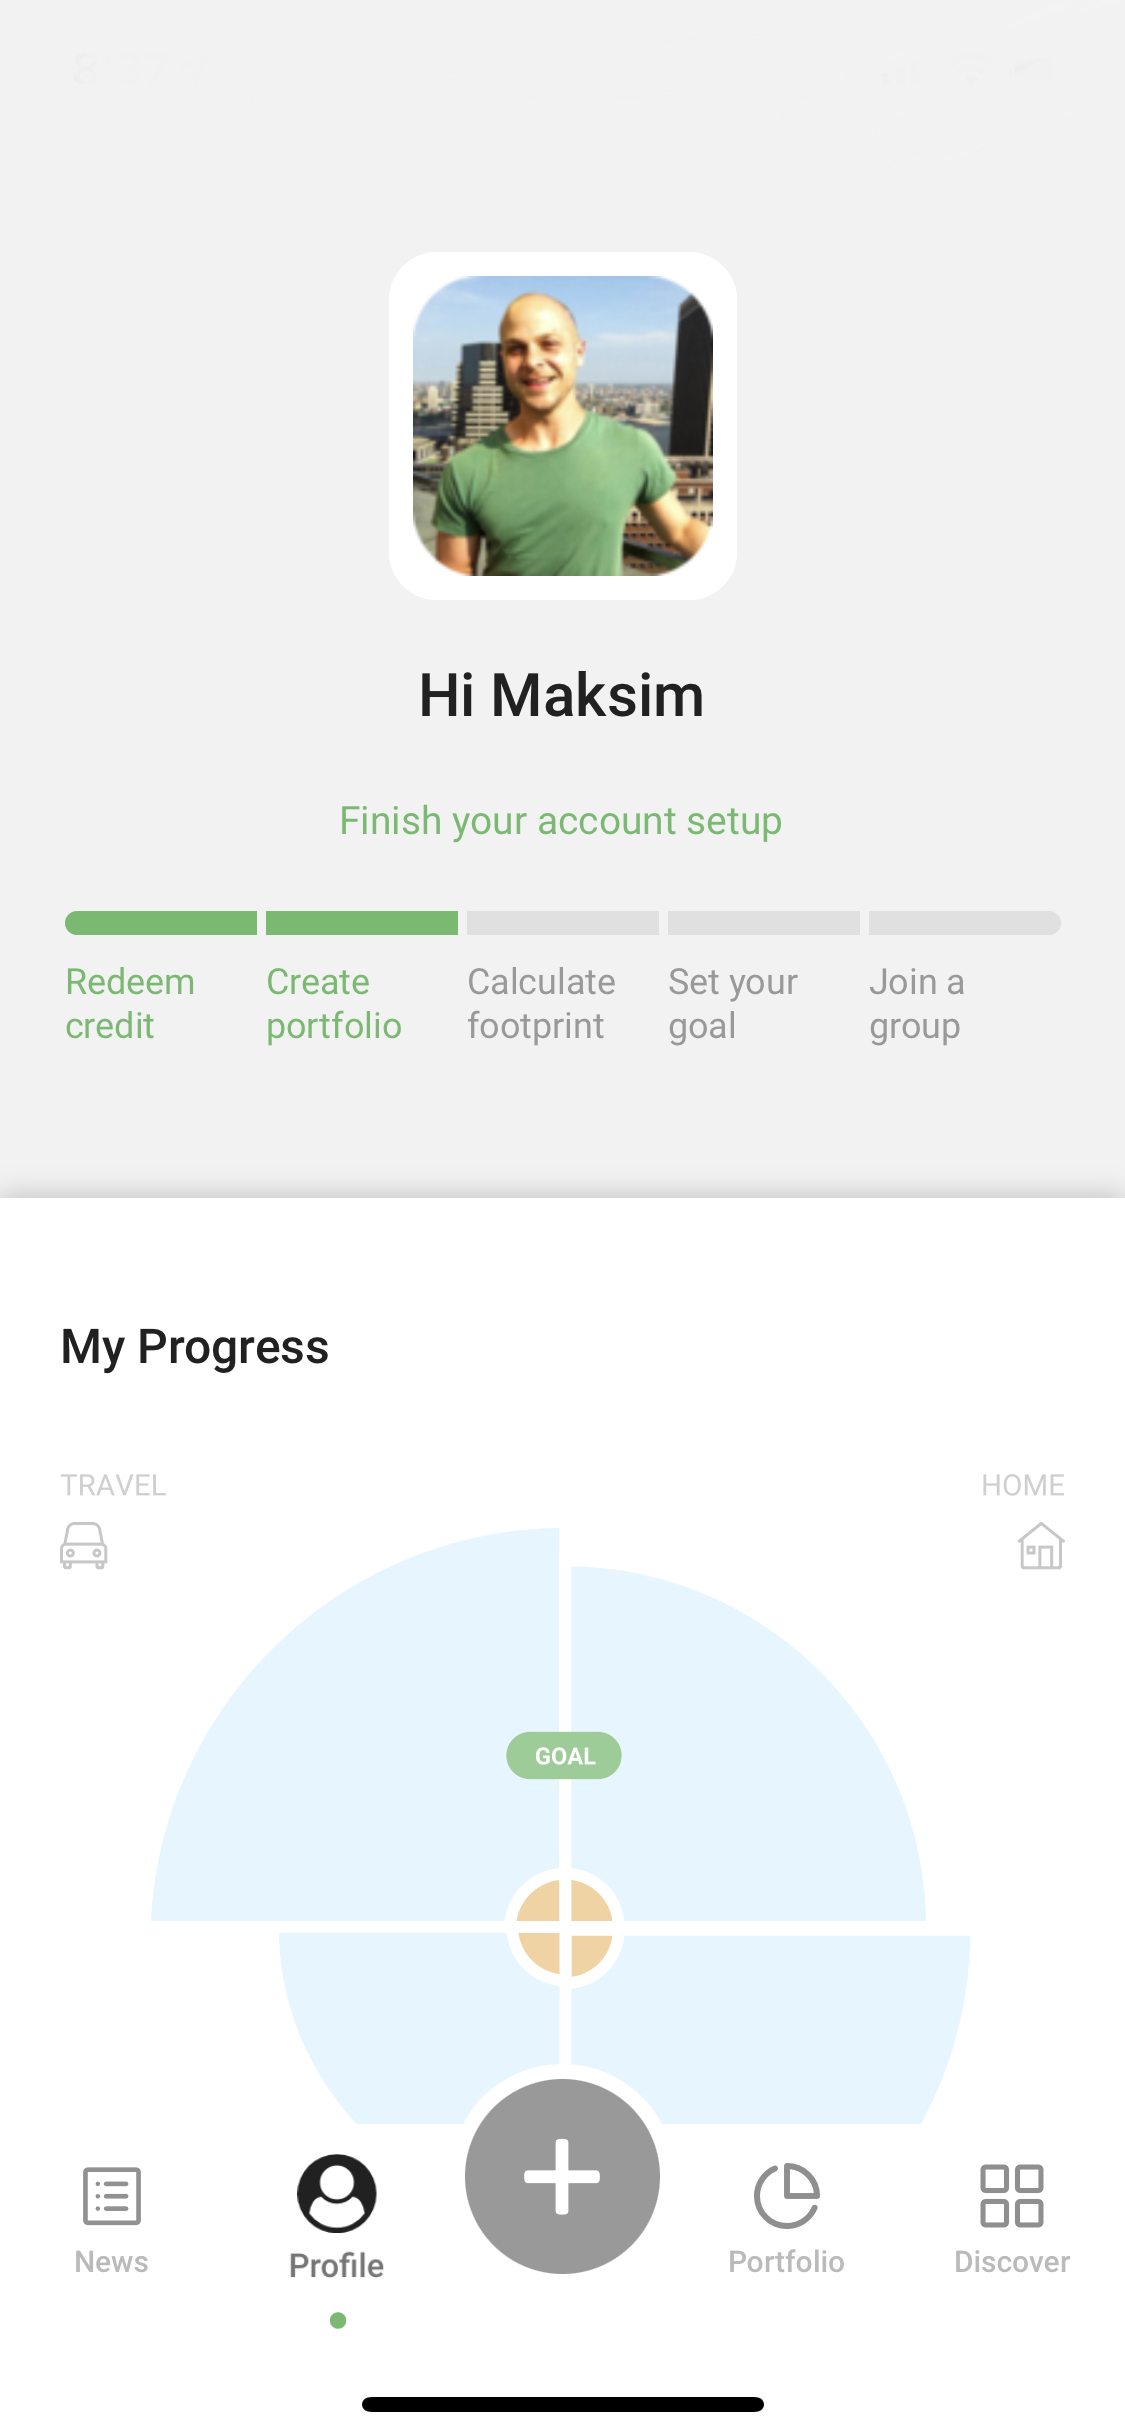 Hi Maksim
Finish your account setup
Redeem
credit
Create
portfolio
Calculate
footprint
Set your
goal
Join a
group
My Progress
TRAVEL
HOME
GOAL
News
Profile
Portfolio
Discover